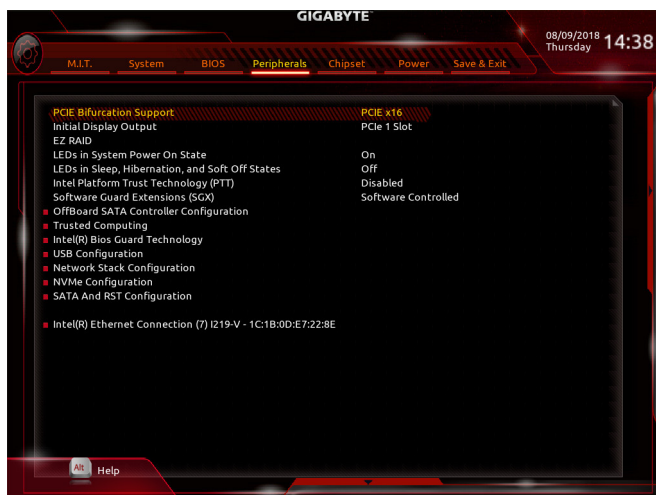 GIGABYTE
08/09/2018
Thursday
14:38
M.I.T. System BIOS Peripherals Chipset Power Save & Exit
PCIE Bifurcation Support PCIE x16
Initial Display Output PCIe 1 Slot
EZ RAID
LEDs in System Power On State On
LEDs in Sleep, Hibernation, and Soft Off States Off
Intel Platform Trust Technology (PTT) Disabled
Software Guard Extensions (SGX) Software Controlled
OffBoard SATA Controller Configuration
Trusted Computing
Intel(R) Bios Guard Technology
USB Configuration
Network Stack Configuration
NVMe Configuration
SATA And RST Configuration
Intel(R) Ethernet Connection (7) I219-V - 1C:1B:0D:E7:22:8E
Alt Help